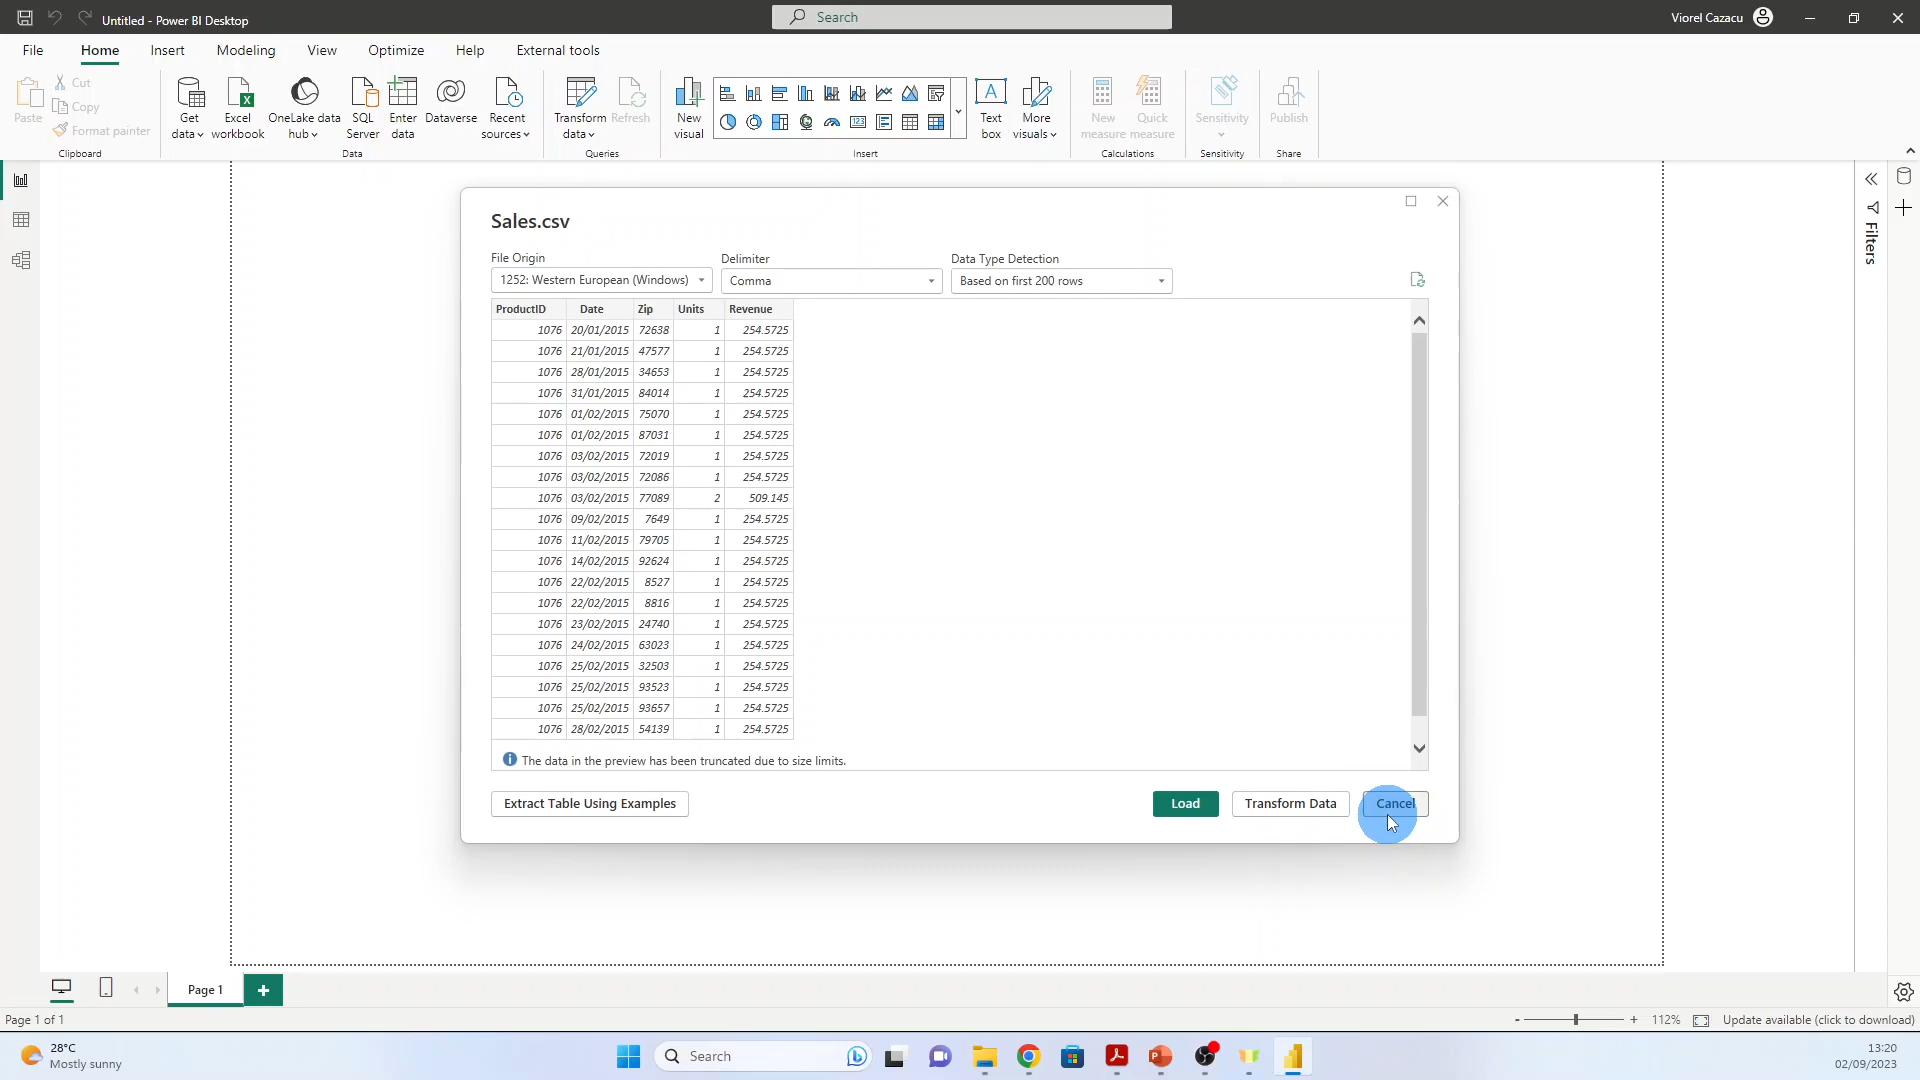 Untitled - Power BI Desktop
Search
Viorel Cazacu
File Home Insert Modeling View Optimize Help External tools
Paste
Cut
Copy
Format painter
Clipboard
Get data
Excel workbook
OneLake data hub
SQL Server
Enter data
Dataverse
Recent sources
Data
Transform data
Refresh
Queries
New visual
Text box
More visuals
Insert
New measure
Quick measure
Calculations
Sensitivity
Sensitivity
Publish
Share
Filters
Sales.csv
File Origin Delimiter Data Type Detection
1252: Western European (Windows) Comma Based on first 200 rows
ProductID Date Zip Units Revenue
1076 20/01/2015 72638 1 254.5725
1076 21/01/2015 47577 1 254.5725
1076 28/01/2015 34653 1 254.5725
1076 31/01/2015 84014 1 254.5725
1076 01/02/2015 75070 1 254.5725
1076 01/02/2015 87031 1 254.5725
1076 03/02/2015 72019 1 254.5725
1076 03/02/2015 72086 1 254.5725
1076 03/02/2015 77089 2 509.145
1076 09/02/2015 7649 1 254.5725
1076 11/02/2015 79705 1 254.5725
1076 14/02/2015 92624 1 254.5725
1076 22/02/2015 8527 1 254.5725
1076 22/02/2015 8816 1 254.5725
1076 23/02/2015 24740 1 254.5725
1076 24/02/2015 63023 1 254.5725
1076 25/02/2015 32503 1 254.5725
1076 25/02/2015 93523 1 254.5725
1076 25/02/2015 93657 1 254.5725
1076 28/02/2015 54139 1 254.5725
The data in the preview has been truncated due to size limits.
Extract Table Using Examples Load Transform Data Cancel
Page 1
Page 1 of 1
- + 112% Update available (click to download)
28°C
Mostly sunny
Search
13:20
02/09/2023